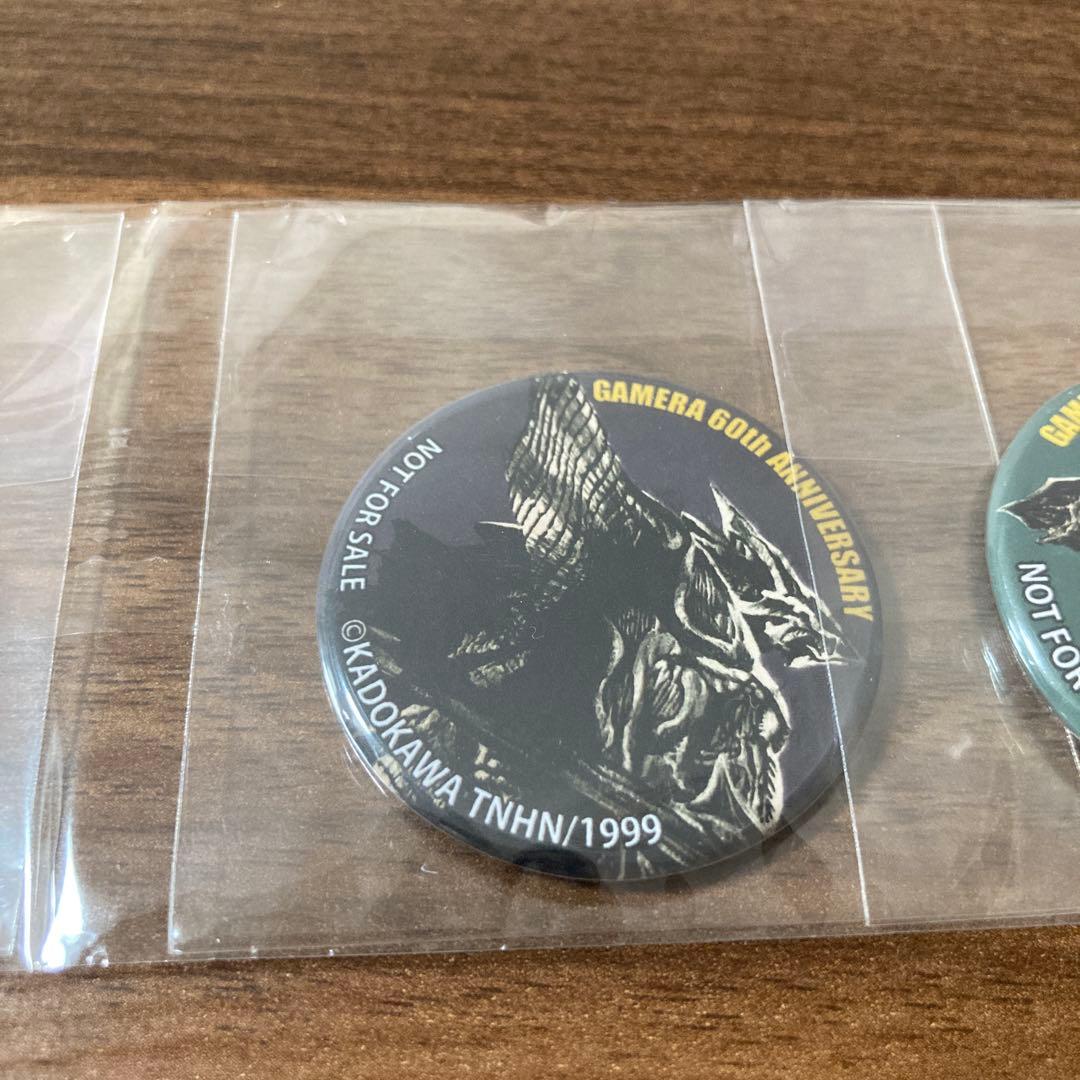 GAMERA 60th ANNIVERSARY
NOT FOR SALE
©KADOKAWA TNHN/1999
NOT FOR